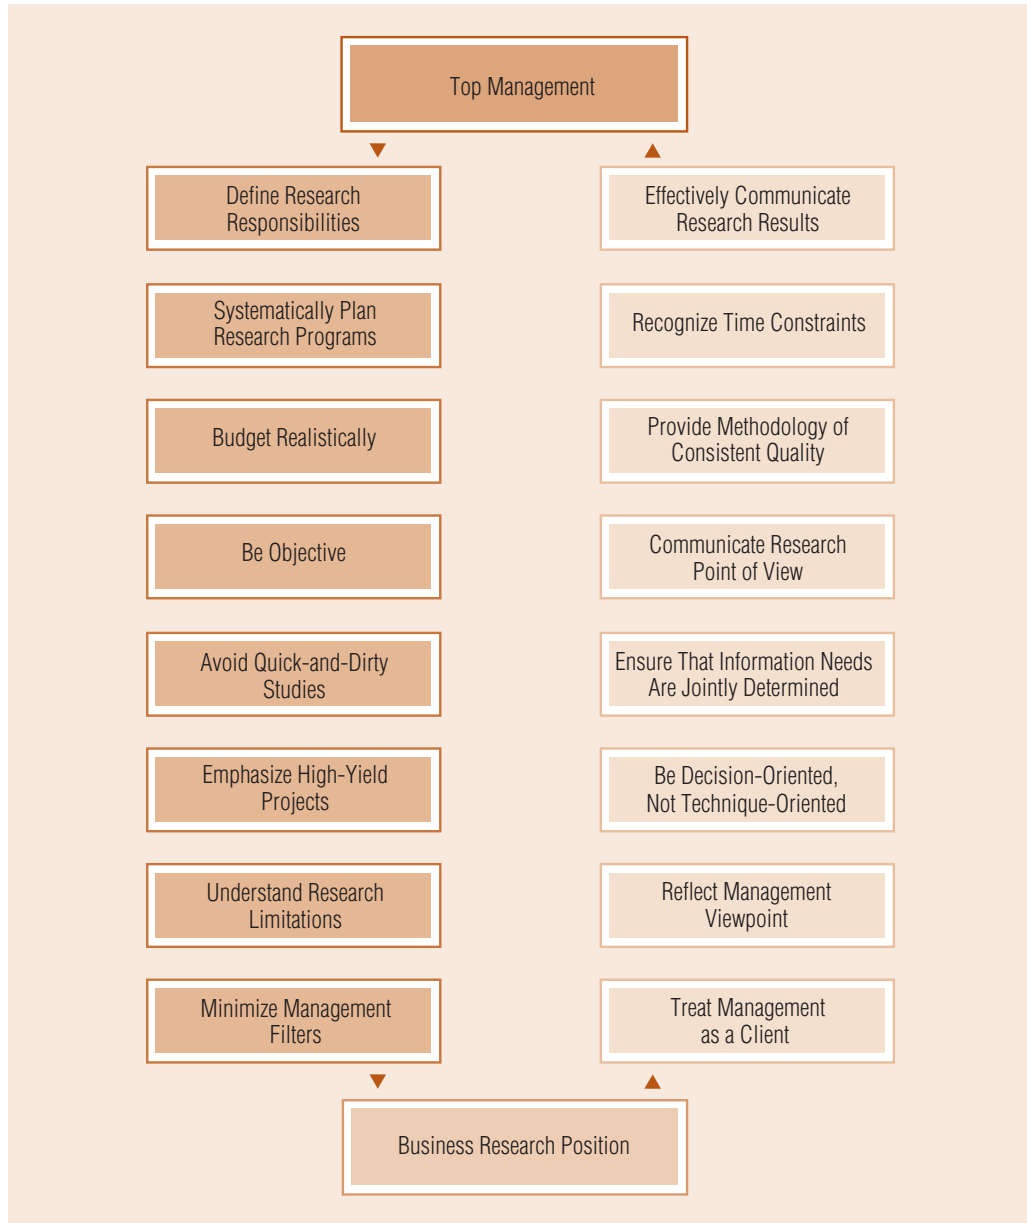 Top Management
Define Research
Responsibilities
Systematically Plan
Research Programs
Budget Realistically
Be Objective
Avoid Quick-and-Dirty
Studies
Emphasize High-Yield
Projects
Understand Research
Limitations
Minimize Management
Filters
Effectively Communicate
Research Results
Recognize Time Constraints
Provide Methodology of
Consistent Quality
Communicate Research
Point of View
Ensure That Information Needs
Are Jointly Determined
Be Decision-Oriented,
Not Technique-Oriented
Reflect Management
Viewpoint
Treat Management
as a Client
Business Research Position